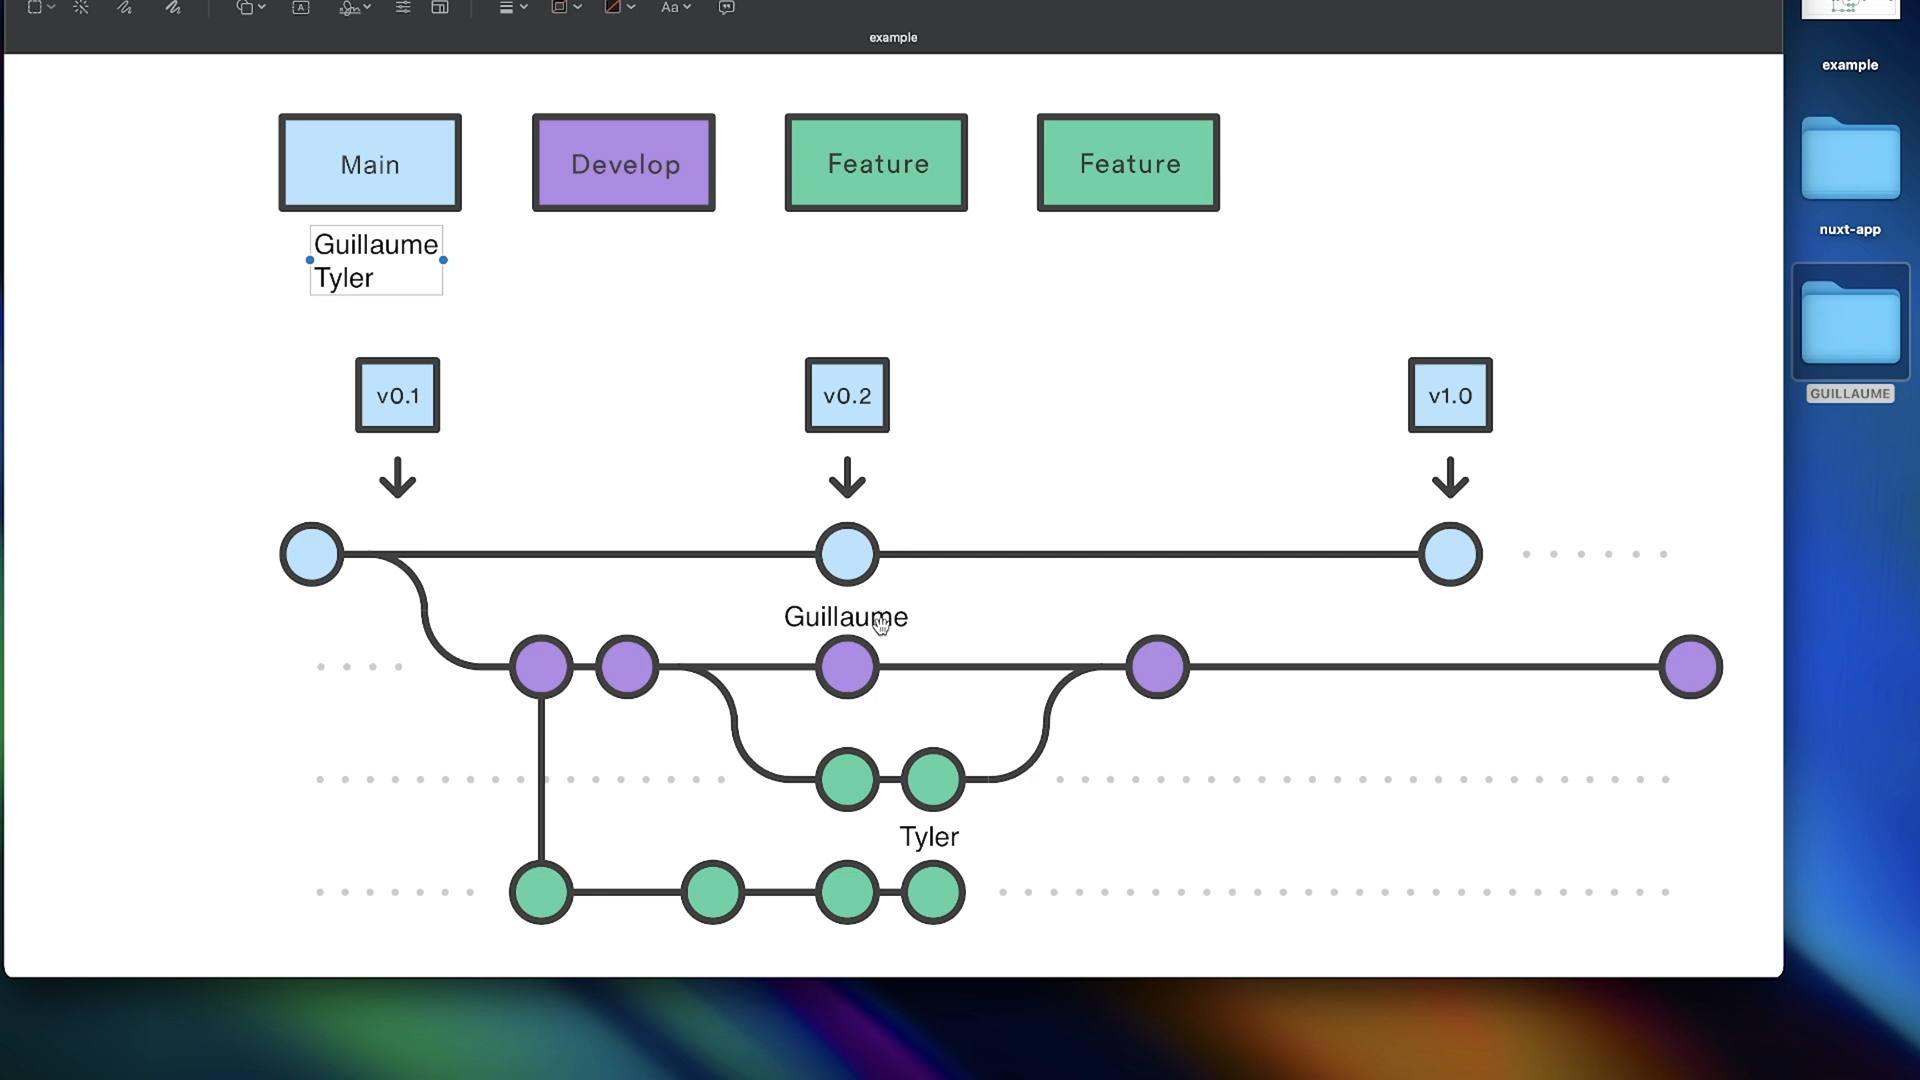 Aa
example
example
Main
Develop
Feature
Feature
nuxt-app
Guillaume
Tyler
v0.1
v0.2
v1.0
GUILLAUME
Guillaume
Tyler